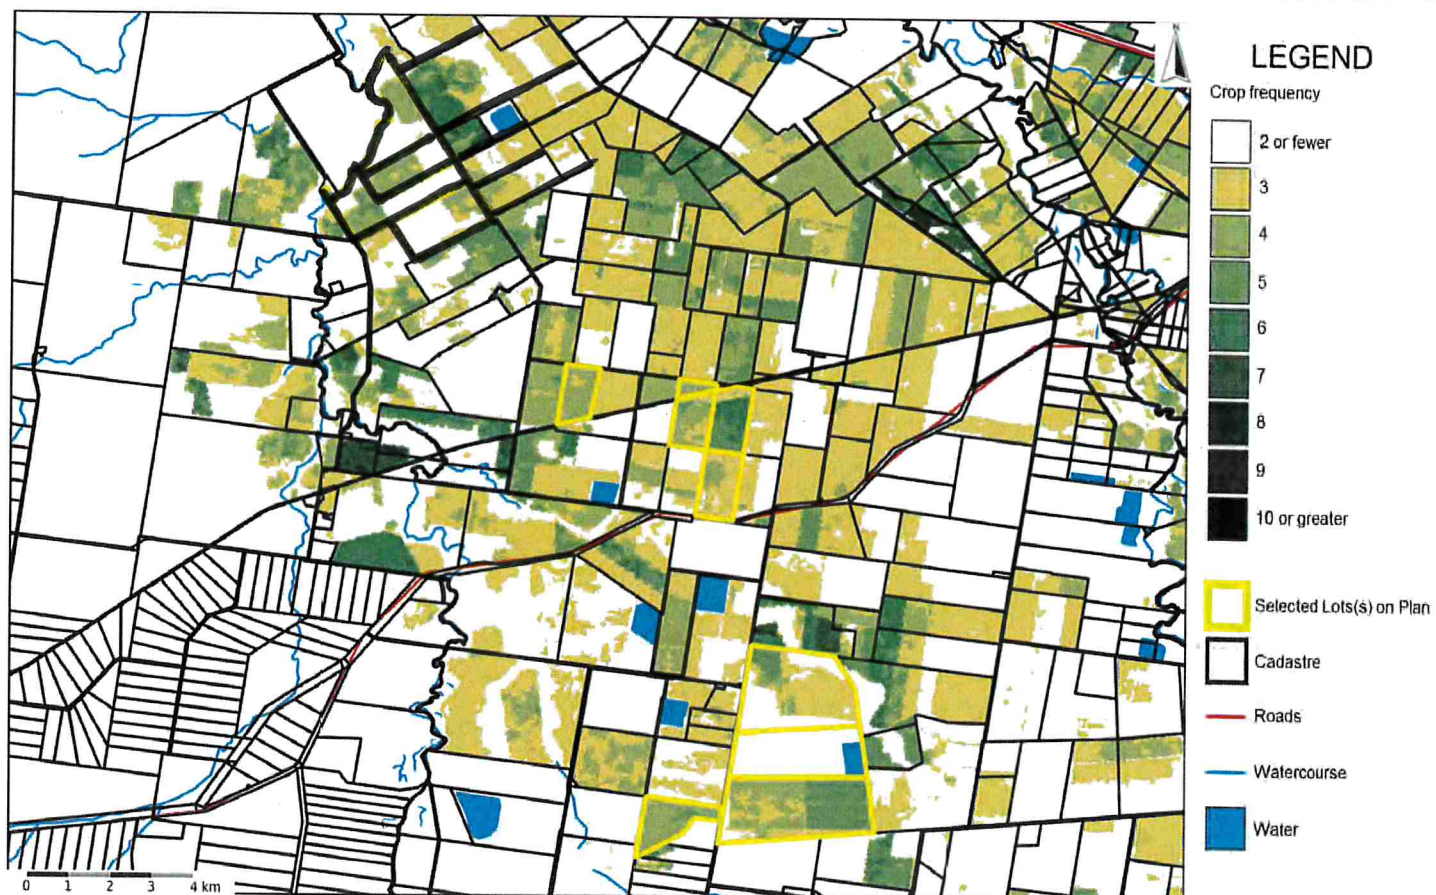 LEGEND
Crop frequency
2 or fewer
3
4
5
6
7
8
9
10 or greater
Selected Lots(s) on Plan
Cadastre
Roads
Watercourse
Water
0 1 2 3 4 km